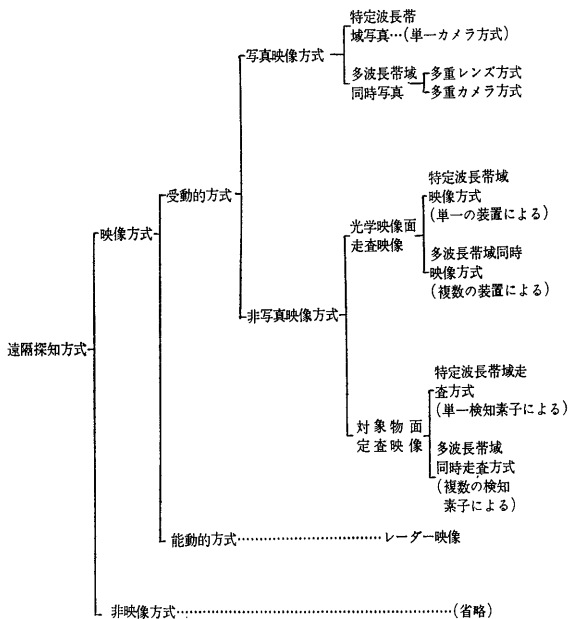 特定波長帯
域写真…(単一カメラ方式)
写真映像方式
多波長帯域
同時写真
多重レンズ方式
多重カメラ方式
受動的方式
特定波長帯域
映像方式
(単一の装置による)
光学映像面
走査映像
多波長帯域同時
映像方式
(複数の装置による)
映像方式
非写真映像方式
遠隔探知方式
特定波長帯域走
査方式
(単一検知素子による)
対象物面
定査映像
多波長帯域
同時走査方式
(複数の検知
素子による)
能動的方式……………………………レーダー映像
非映像方式……………………………………………(省略)